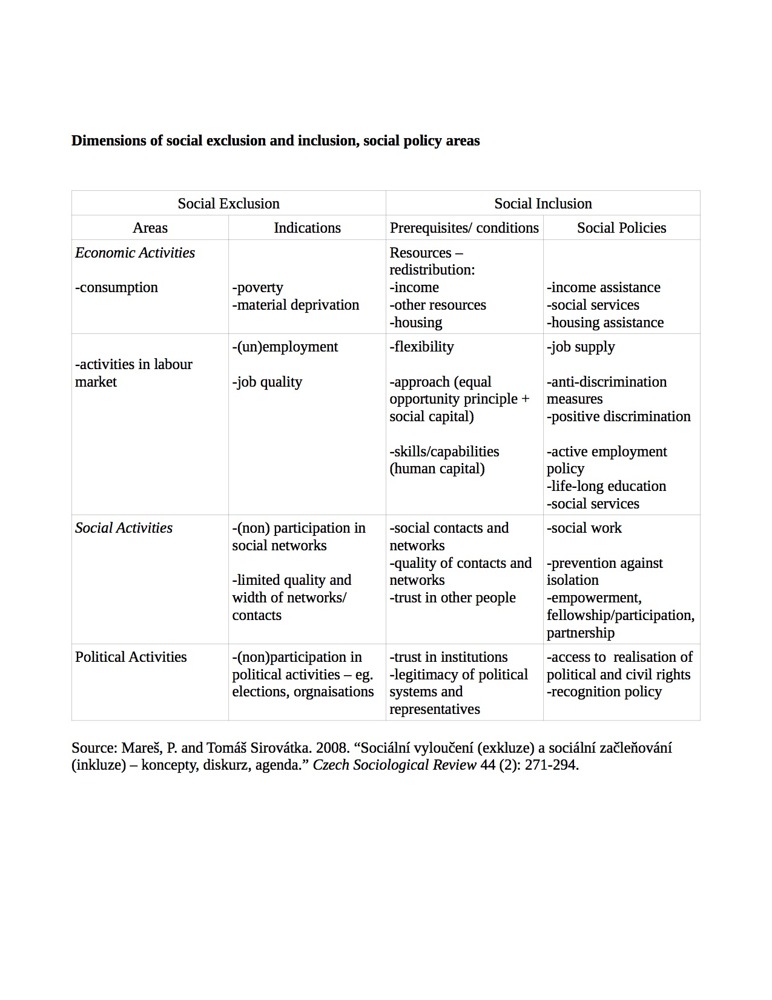 Dimensions of social exclusion and inclusion, social policy areas
Social Exclusion
Social Inclusion
Areas
Indications
Prerequisites/ conditions
Social Policies
Economic Activities
-consumption
-poverty
-material deprivation
Resources –
redistribution:
-income
-other resources
-housing
-income assistance
-social services
-housing assistance
-activities in labour
market
-(un)employment
-job quality
-flexibility
-approach (equal
opportunity principle +
social capital)
-skills/capabilities
(human capital)
-job supply
-anti-discrimination
measures
-positive discrimination
-active employment
policy
-life-long education
-social services
Social Activities
-(non) participation in
social networks
-limited quality and
width of networks/
contacts
-social contacts and
networks
-quality of contacts and
networks
-trust in other people
-social work
-prevention against
isolation
-empowerment,
fellowship/participation,
partnership
Political Activities
-(non)participation in
political activities – eg.
elections, orgnaisations
-trust in institutions
-legitimacy of political
systems and
representatives
-access to  realisation of
political and civil rights
-recognition policy
Source: Mareš, P. and Tomáš Sirovátka. 2008. “Sociální vyloučení (exkluze) a sociální začleňování
(inkluze) – koncepty, diskurz, agenda.” Czech Sociological Review 44 (2): 271-294.